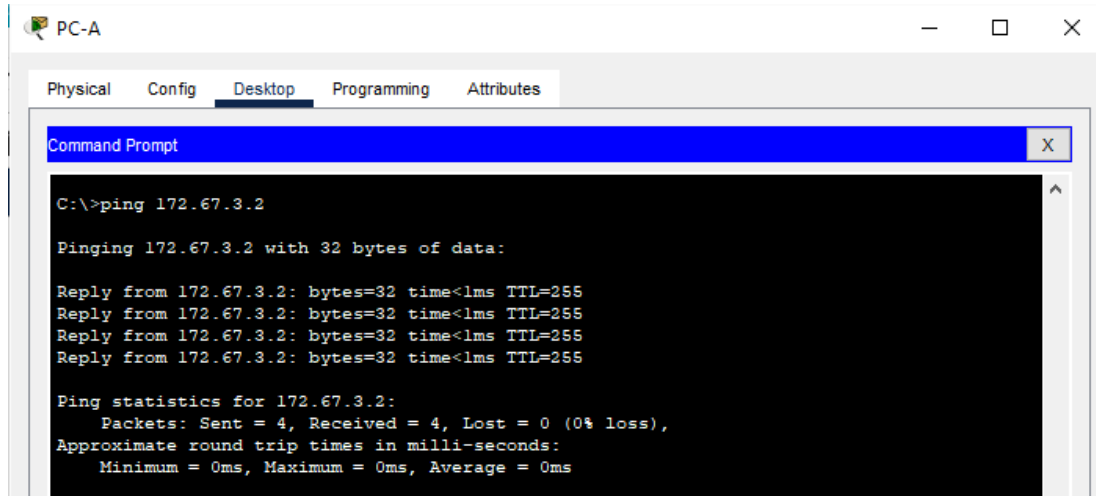 PC-A
Physical Config Desktop Programming Attributes
Command Prompt
X
C:\>ping 172.67.3.2
Pinging 172.67.3.2 with 32 bytes of data:
Reply from 172.67.3.2: bytes=32 time<1ms TTL=255
Reply from 172.67.3.2: bytes=32 time<1ms TTL=255
Reply from 172.67.3.2: bytes=32 time<1ms TTL=255
Reply from 172.67.3.2: bytes=32 time<1ms TTL=255
Ping statistics for 172.67.3.2:
Packets: Sent = 4, Received = 4, Lost = 0 (0% loss),
Approximate round trip times in milli-seconds:
Minimum = 0ms, Maximum = 0ms, Average = 0ms